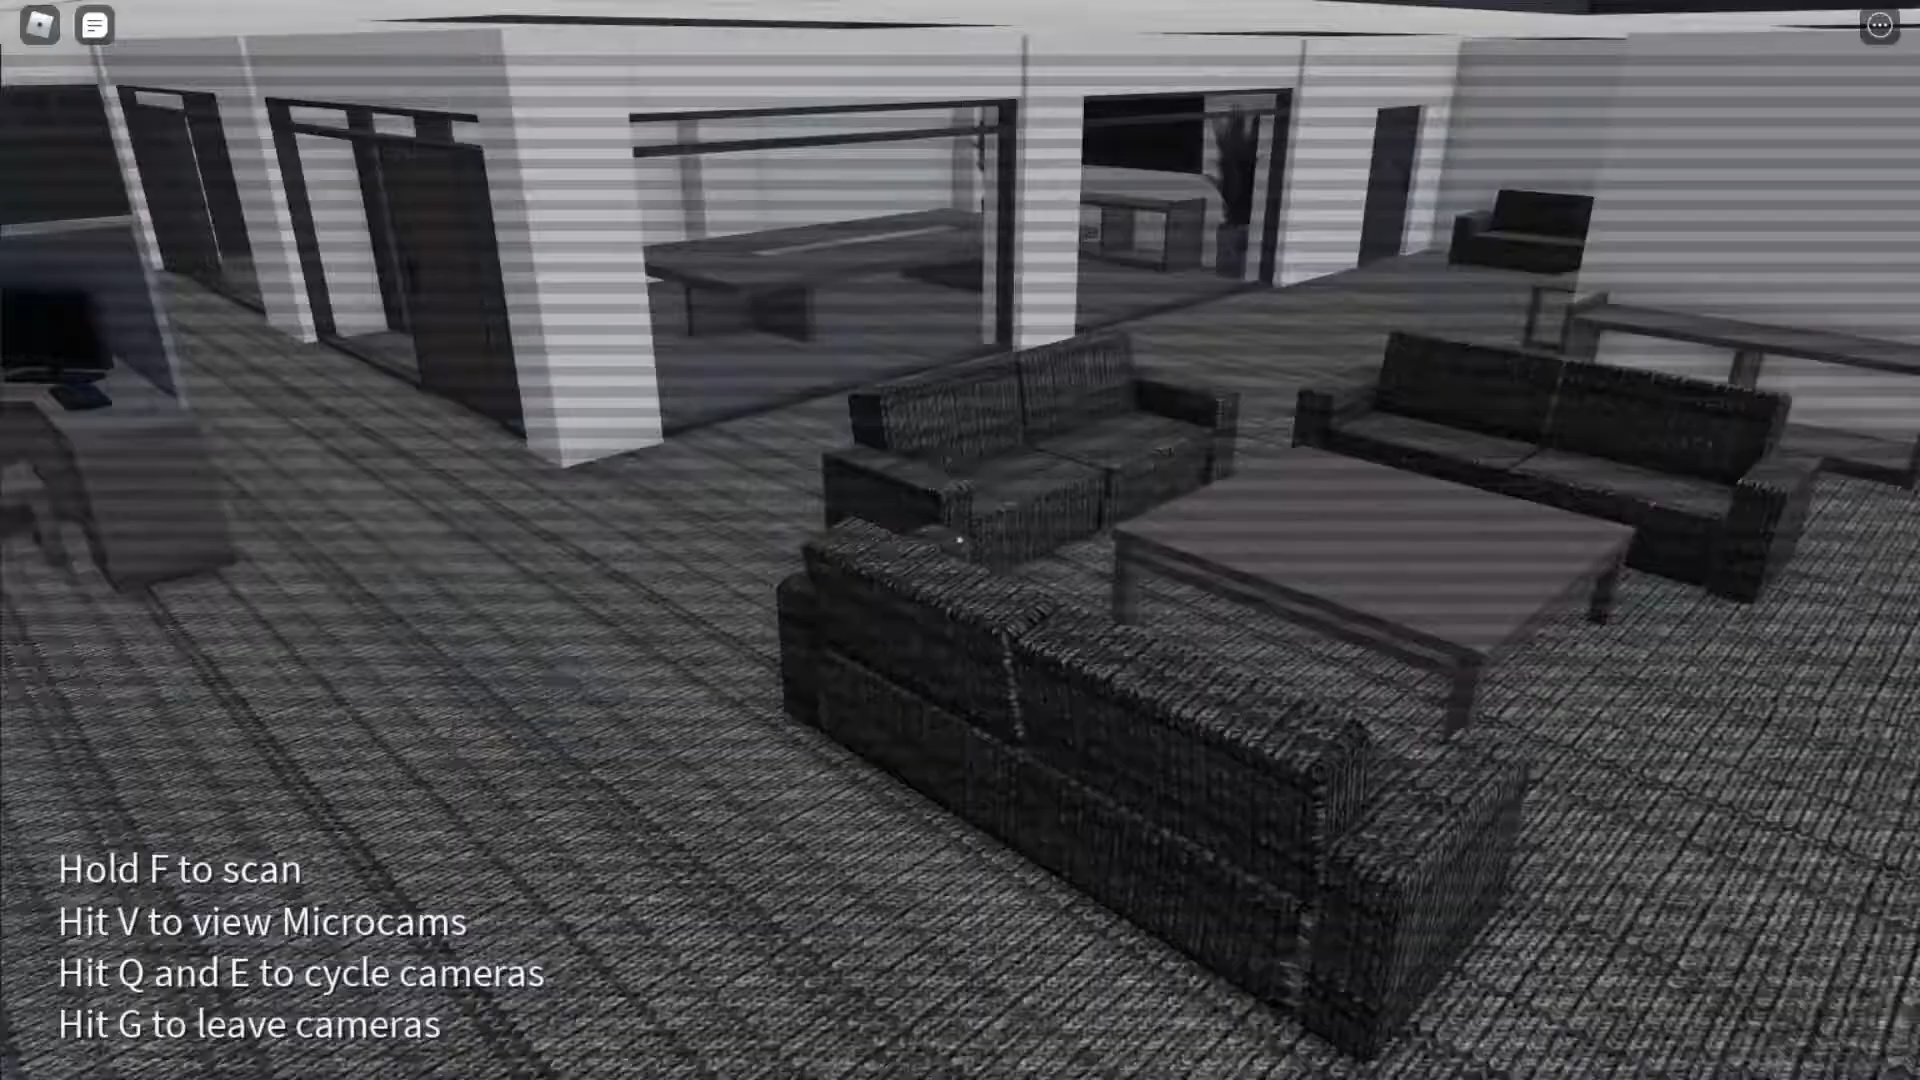 Hold F to scan
Hit V to view Microcams
Hit Q and E to cycle cameras
Hit G to leave cameras